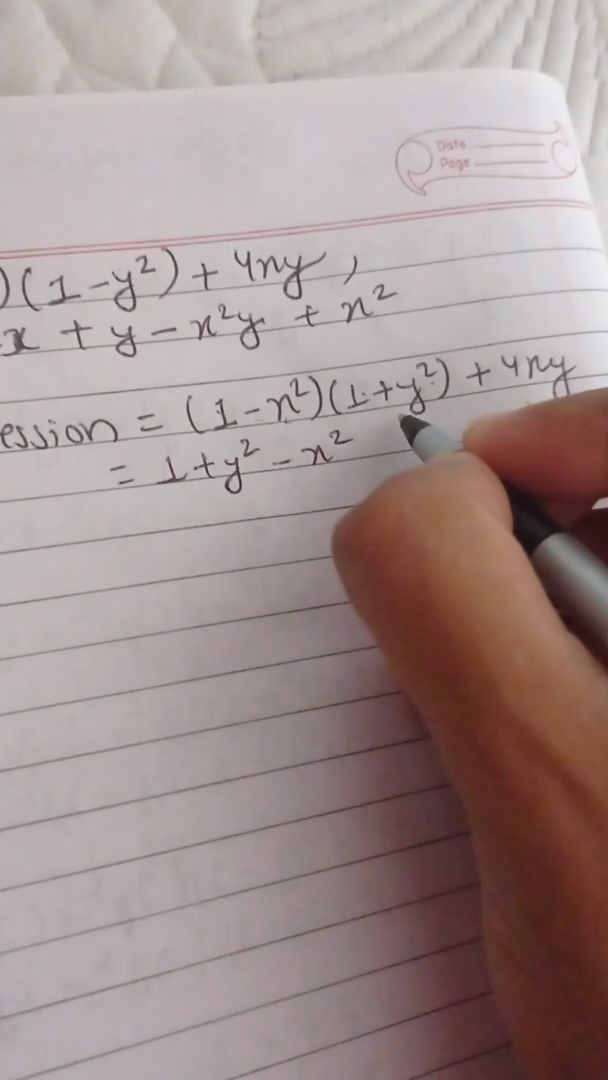 Date
Page
)(1-y²) + 4xy,
x + y - x²y + x²
ession = (1-x²)(1+y²) + 4xy
= 1+y² - x²